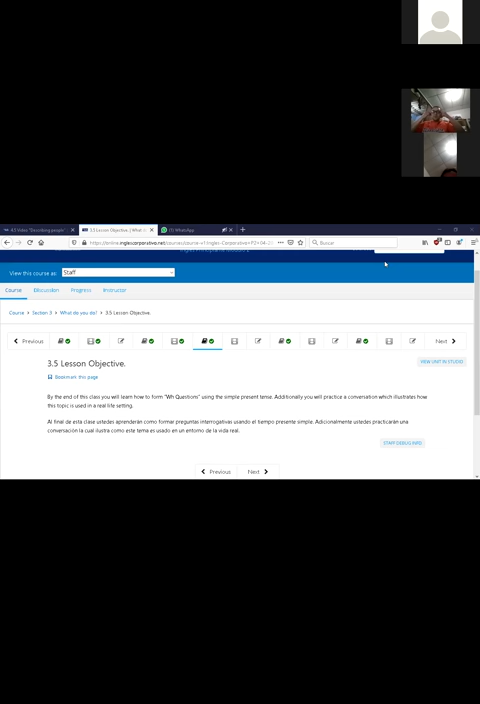 4.5 Video "Describing people"
3.5 Lesson Objective. | What
(1) WhatsApp
Buscar
View this course as:
Staff
Course
Discussion
Progress
Instructor
Course > Section 3 > What do you do? > 3.5 Lesson Objective.
Previous
Next
3.5 Lesson Objective.
VIEW UNIT IN STUDIO
Bookmark this page
By the end of this class you will learn how to form "Wh Questions" using the simple present tense. Additionally you will practice a conversation which illustrates how
this topic is used in a real life setting.
Al final de esta clase ustedes aprenderán como formar preguntas interrogativas usando el tiempo presente simple. Adicionalmente ustedes practicarán una
conversación la cual ilustra como este tema es usado en un entorno de la vida real.
STAFF DEBUG INFO
Previous
Next